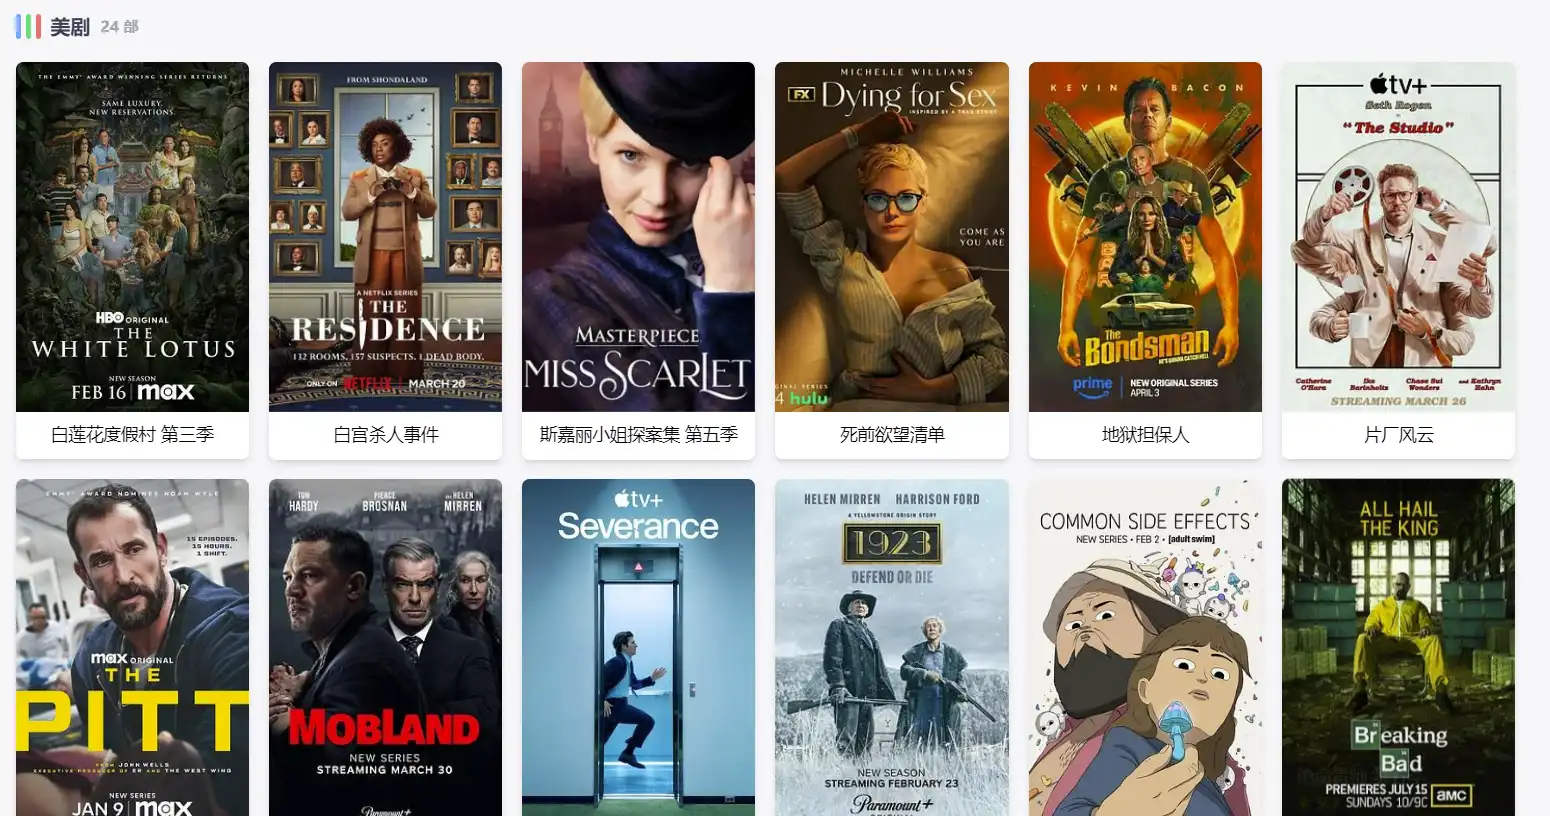 美剧 24 部
THE EMMY AWARD WINNING SERIES RETURNS
SAME LUXURY.
NEW RESERVATIONS.
HBO ORIGINAL
THE
WHITE LOTUS
NEW SEASON
FEB 16 | max
白莲花度假村 第三季
FROM SHONDALAND
A NETFLIX SERIES
THE
RESIDENCE
132 ROOMS. 157 SUSPECTS. 1 DEAD BODY.
ONLY ON NETFLIX | MARCH 20
白宫杀人事件
MASTERPIECE
MISS SCARLET
斯嘉丽小姐探案集 第五季
MICHELLE WILLIAMS
FX Dying for Sex
INSPIRED BY A TRUE STORY
COME AS
YOU ARE
GINAL SERIES
4 hulu
死前欲望清单
KEVIN BACON
The
Bondsman
HE'S GONNA CATCH HELL
prime | NEW ORIGINAL SERIES
APRIL 3
地狱担保人
tv+
Seth Rogen
"The Studio"
Catherine O'Hara
Ike Barinholtz
Chase Sui Wonders
and Kathryn Hahn
STREAMING MARCH 26
片厂风云
EMMY AWARD NOMINEE NOAH WYLE
15 EPISODES.
15 HOURS.
1 SHIFT.
max ORIGINAL
THE
PITT
FROM JOHN WELLS
EXECUTIVE PRODUCER OF ER AND THE WEST WING
NEW SERIES
JAN 9 | max
TOM HARDY
PIERCE BROSNAN
AND HELEN MIRREN
MOBLAND
NEW SERIES
STREAMING MARCH 30
Paramount+
tv+
Severance
HELEN MIRREN HARRISON FORD
A YELLOWSTONE ORIGIN STORY
1923
DEFEND OR DIE
NEW SEASON
STREAMING FEBRUARY 23
Paramount+
ORIGINAL
COMMON SIDE EFFECTS
NEW SERIES • FEB 2 • [adult swim]
ALL HAIL
THE KING
Breaking
Bad
PREMIERES JULY 15
SUNDAYS 10/9C aMC